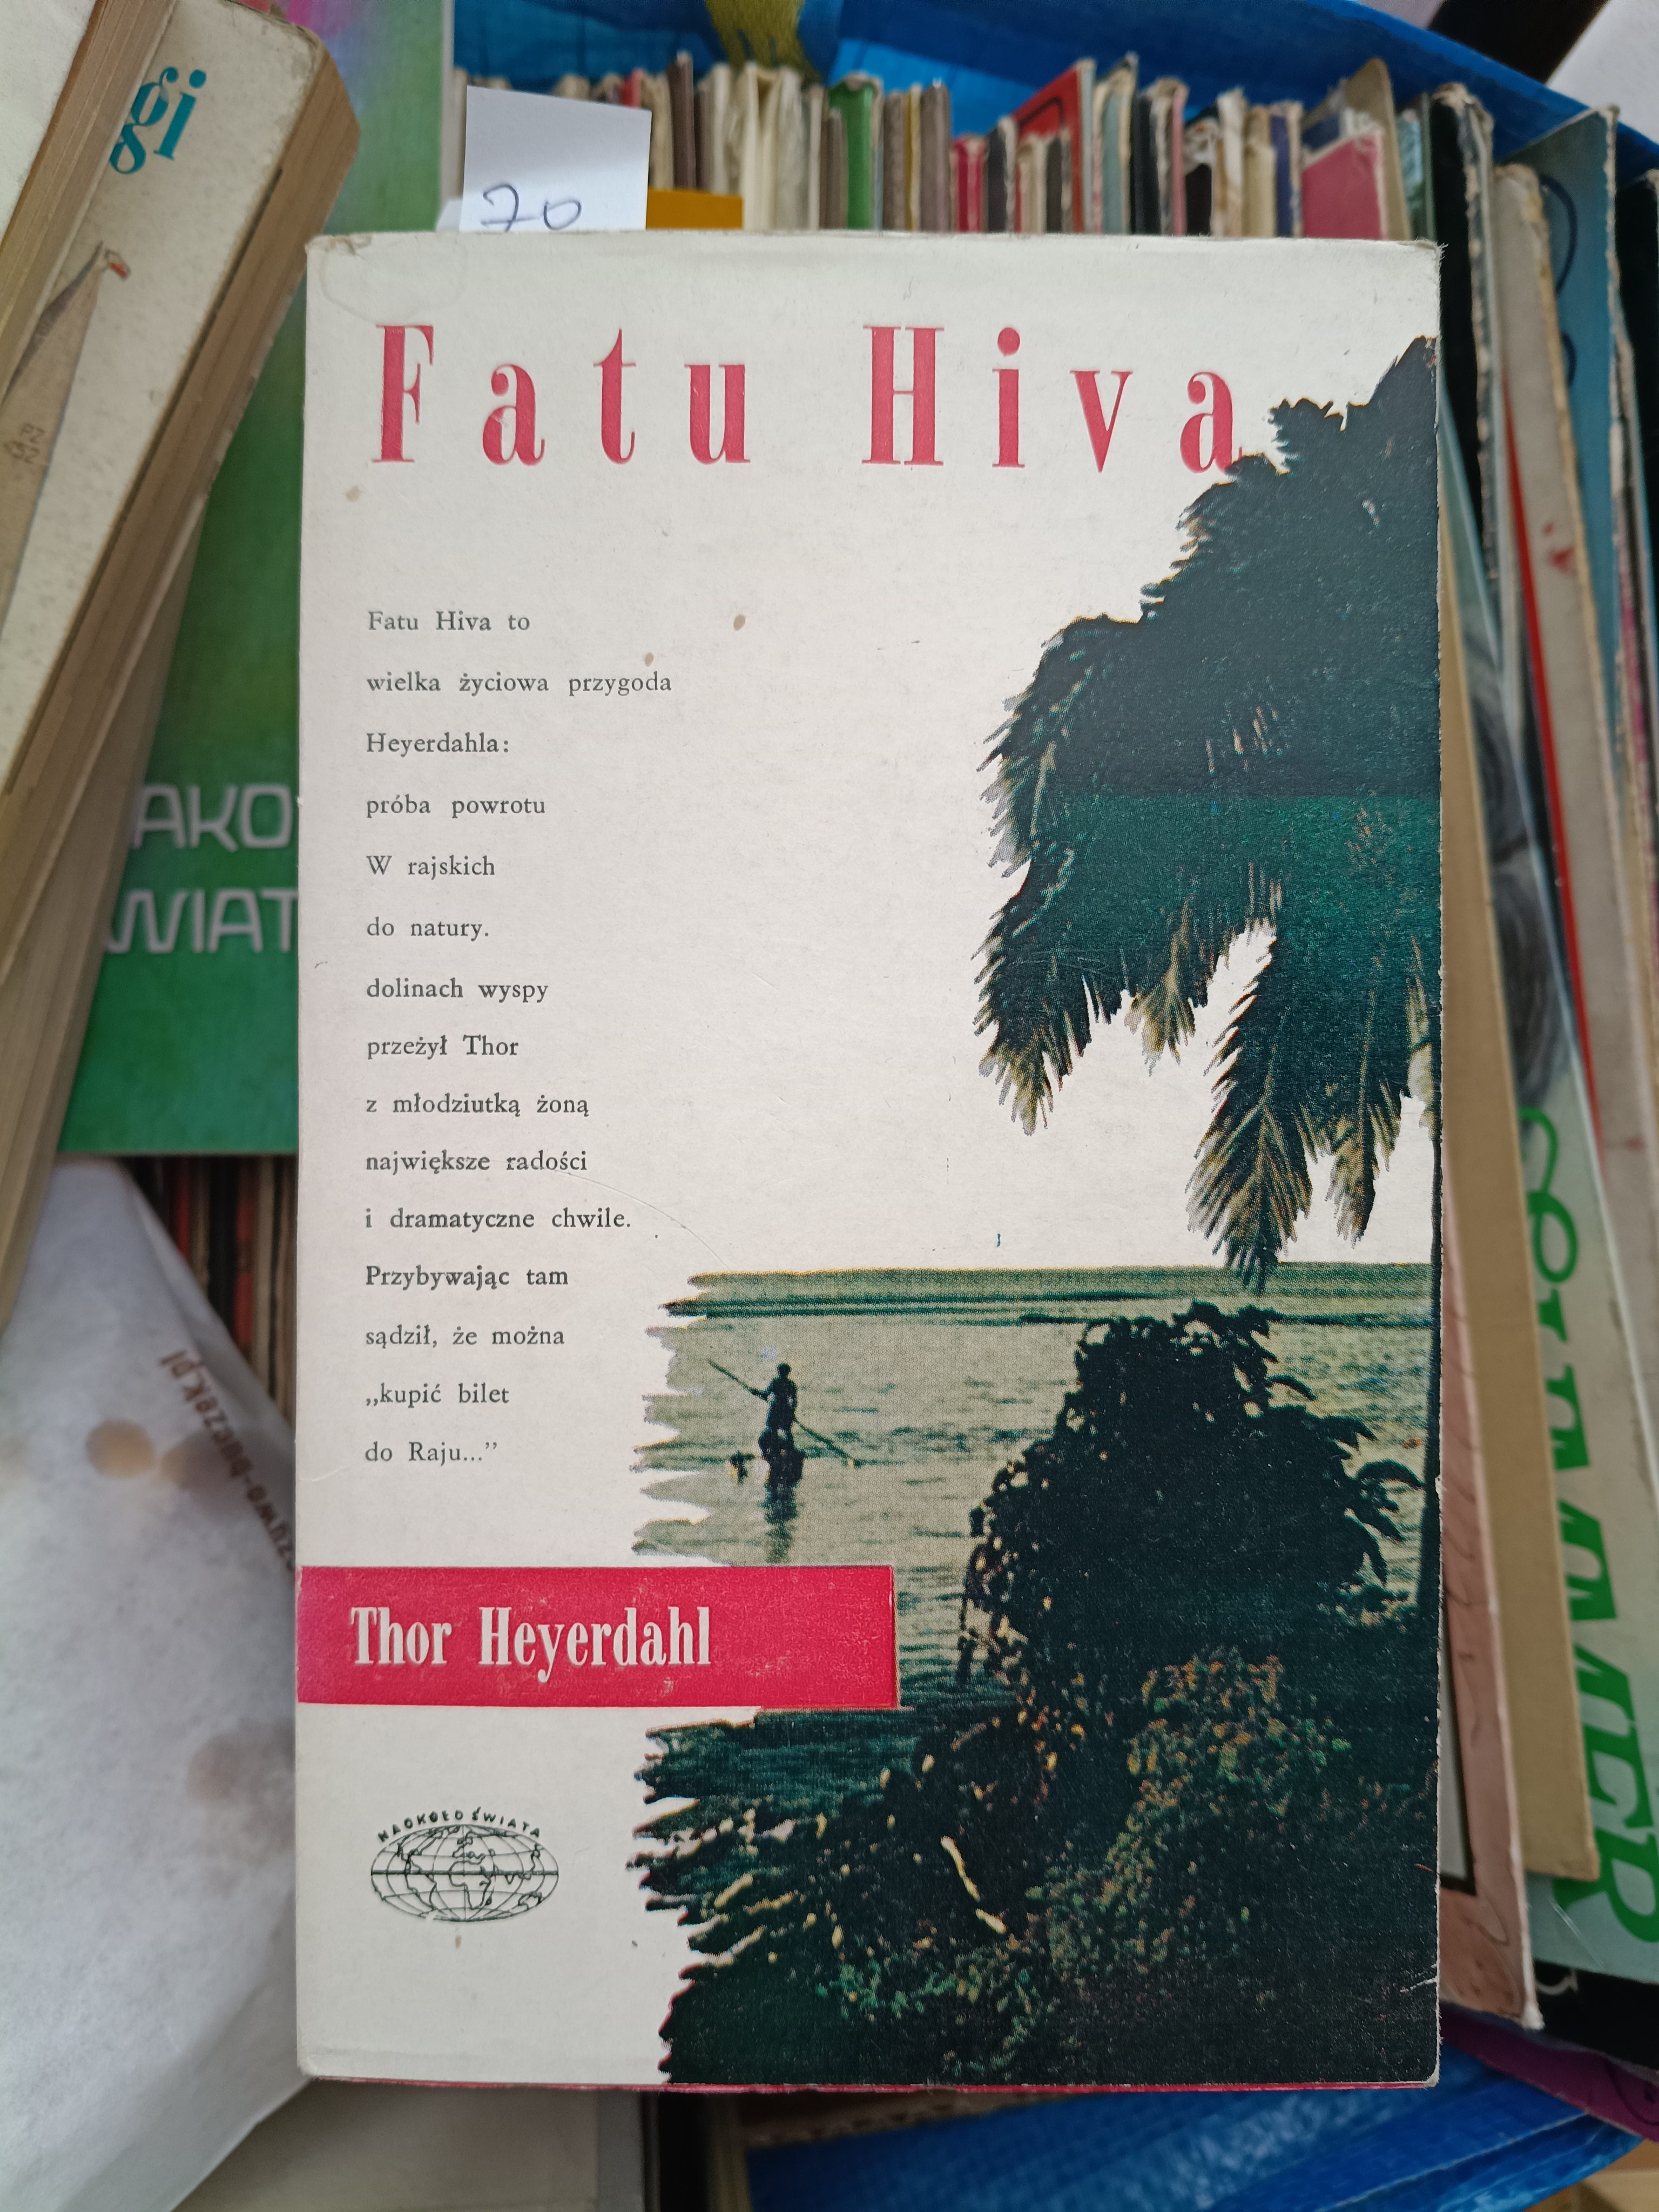 gi
70
Fatu Hiva
Fatu Hiva to
wielka życiowa przygoda
Heyerdahla:
próba powrotu
W rajskich
do natury.
dolinach wyspy
przeżył Thor
z młodziutką żoną
największe radości
i dramatyczne chwile.
Przybywając tam
sądził, że można
„kupić bilet
do Raju...”
Thor Heyerdahl
NAOKOŁO ŚWIATA
AKO
WIAT